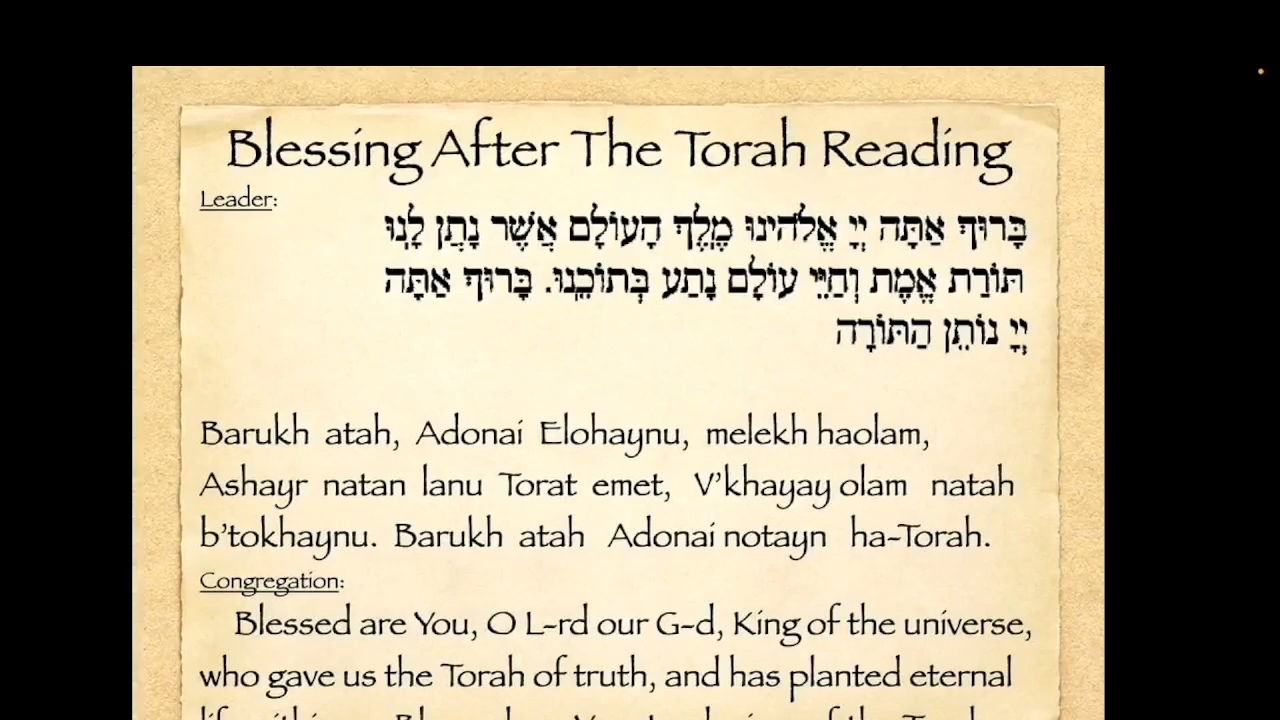 Blessing After The Torah Reading
Leader:
בָּרוּךְ אַתָּה יְיָ אֱלֹהֵינוּ מֶלֶךְ הָעוֹלָם אֲשֶׁר נָתַן לָנוּ
תּוֹרַת אֱמֶת וְחַיֵּי עוֹלָם נָטַע בְּתוֹכֵנוּ. בָּרוּךְ אַתָּה
יְיָ נוֹתֵן הַתּוֹרָה
Barukh atah, Adonai Elohaynu, melekh haolam,
Ashayr natan lanu Torat emet, V'khayay olam natah
b'tokhaynu. Barukh atah Adonai notayn ha-Torah.
Congregation:
Blessed are You, O L-rd our G-d, King of the universe,
who gave us the Torah of truth, and has planted eternal